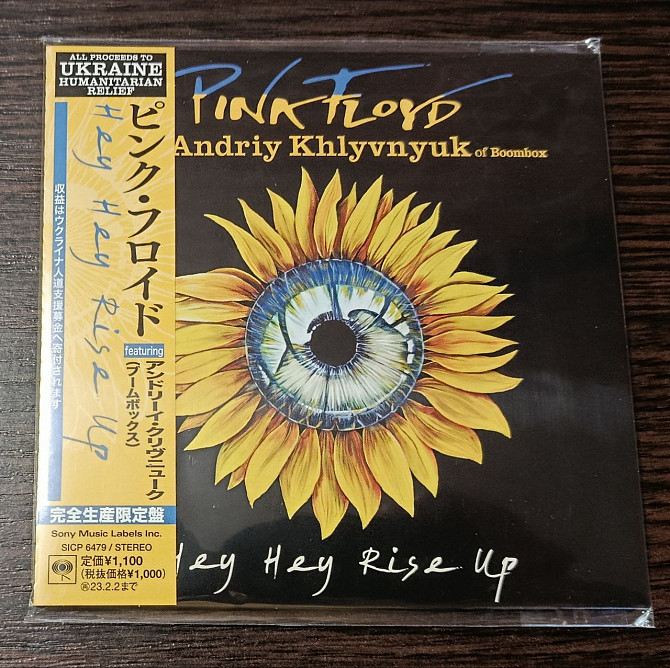 ALL PROCEEDS TO
UKRAINE
HUMANITARIAN
RELIEF
ピンク・フロイド
Hey Hey Rise Up
収益はウクライナ人道支援募金へ寄付されます
featuring
アンドリーイ・クリヴニューク
(ブームボックス)
完全生産限定盤
Sony Music Labels Inc.
SICP 6479 / STEREO
定価¥1,100
(税抜価格¥1,000)
23.2.2まで
PINK FLOYD
Andriy Khlyvnyuk of Boombox
Hey Hey Rise Up